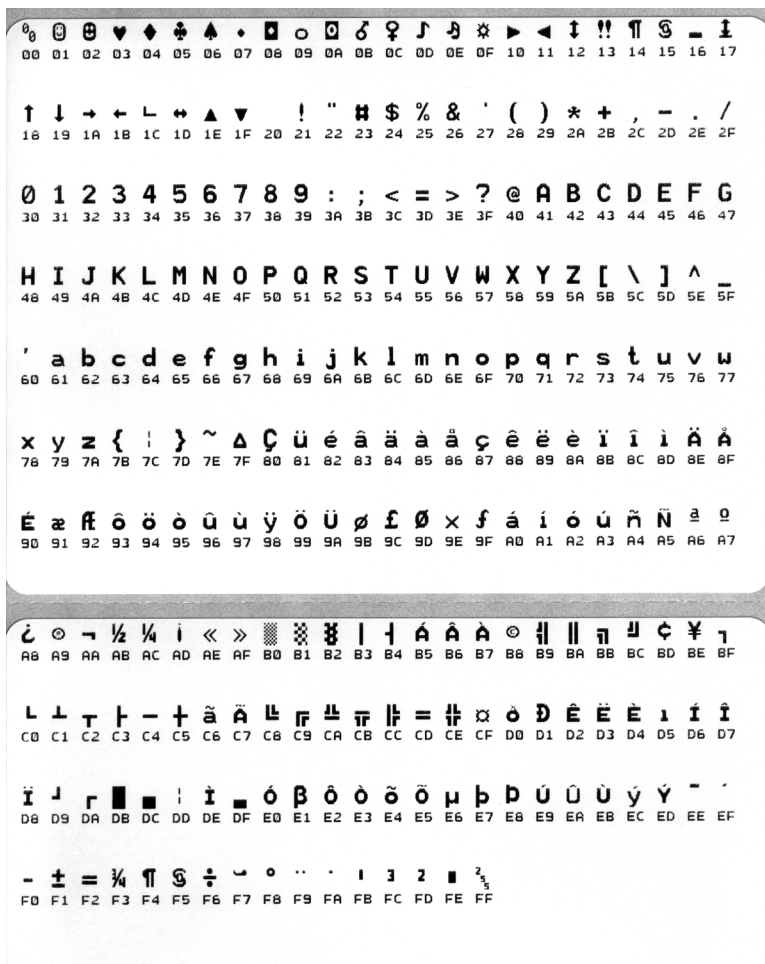 ⁰₀ ☺ ☻ ♥ ♦ ♣ ♠ • ◘ ○ ◙ ♂ ♀ ♪ ♫ ☼ ► ◄ ↕ ‼ ¶ § ▬ ↨
00 01 02 03 04 05 06 07 08 09 0A 0B 0C 0D 0E 0F 10 11 12 13 14 15 16 17
↑ ↓ → ← ∟ ↔ ▲ ▼ ! " # $ % & ' ( ) * + , - . /
18 19 1A 1B 1C 1D 1E 1F 20 21 22 23 24 25 26 27 28 29 2A 2B 2C 2D 2E 2F
0 1 2 3 4 5 6 7 8 9 : ; < = > ? @ A B C D E F G
30 31 32 33 34 35 36 37 38 39 3A 3B 3C 3D 3E 3F 40 41 42 43 44 45 46 47
H I J K L M N O P Q R S T U V W X Y Z [ \ ] ^ _
48 49 4A 4B 4C 4D 4E 4F 50 51 52 53 54 55 56 57 58 59 5A 5B 5C 5D 5E 5F
' a b c d e f g h i j k l m n o p q r s t u v w
60 61 62 63 64 65 66 67 68 69 6A 6B 6C 6D 6E 6F 70 71 72 73 74 75 76 77
x y z { ¦ } ~ Δ Ç ü é â ä à å ç ê ë è ï î ì Ä Å
78 79 7A 7B 7C 7D 7E 7F 80 81 82 83 84 85 86 87 88 89 8A 8B 8C 8D 8E 8F
É æ Æ ô ö ò û ù ÿ Ö Ü ø £ Ø × ƒ á í ó ú ñ Ñ ª º
90 91 92 93 94 95 96 97 98 99 9A 9B 9C 9D 9E 9F A0 A1 A2 A3 A4 A5 A6 A7
¿ ® ¬ ½ ¼ ¡ « » ░ ▒ ▓ │ ┤ Á Â À © ╣ ║ ╗ ╝ ¢ ¥ ┐
A8 A9 AA AB AC AD AE AF B0 B1 B2 B3 B4 B5 B6 B7 B8 B9 BA BB BC BD BE BF
└ ┴ ┬ ├ ─ ┼ ã Ã ╚ ╔ ╩ ╦ ╠ ═ ╬ ¤ ð Ð Ê Ë È ı Í Î
C0 C1 C2 C3 C4 C5 C6 C7 C8 C9 CA CB CC CD CE CF D0 D1 D2 D3 D4 D5 D6 D7
Ï ┘ ┌ █ ▄ ¦ Ì ▬ Ó β Ô Ò õ Õ µ þ Þ Ú Û Ù ý Ý ¯ ´
D8 D9 DA DB DC DD DE DF E0 E1 E2 E3 E4 E5 E6 E7 E8 E9 EA EB EC ED EE EF
- ± = ¾ ¶ § ÷ ¸ ° ¨ · ı 3 2 ■ ²₅₅
F0 F1 F2 F3 F4 F5 F6 F7 F8 F9 FA FB FC FD FE FF